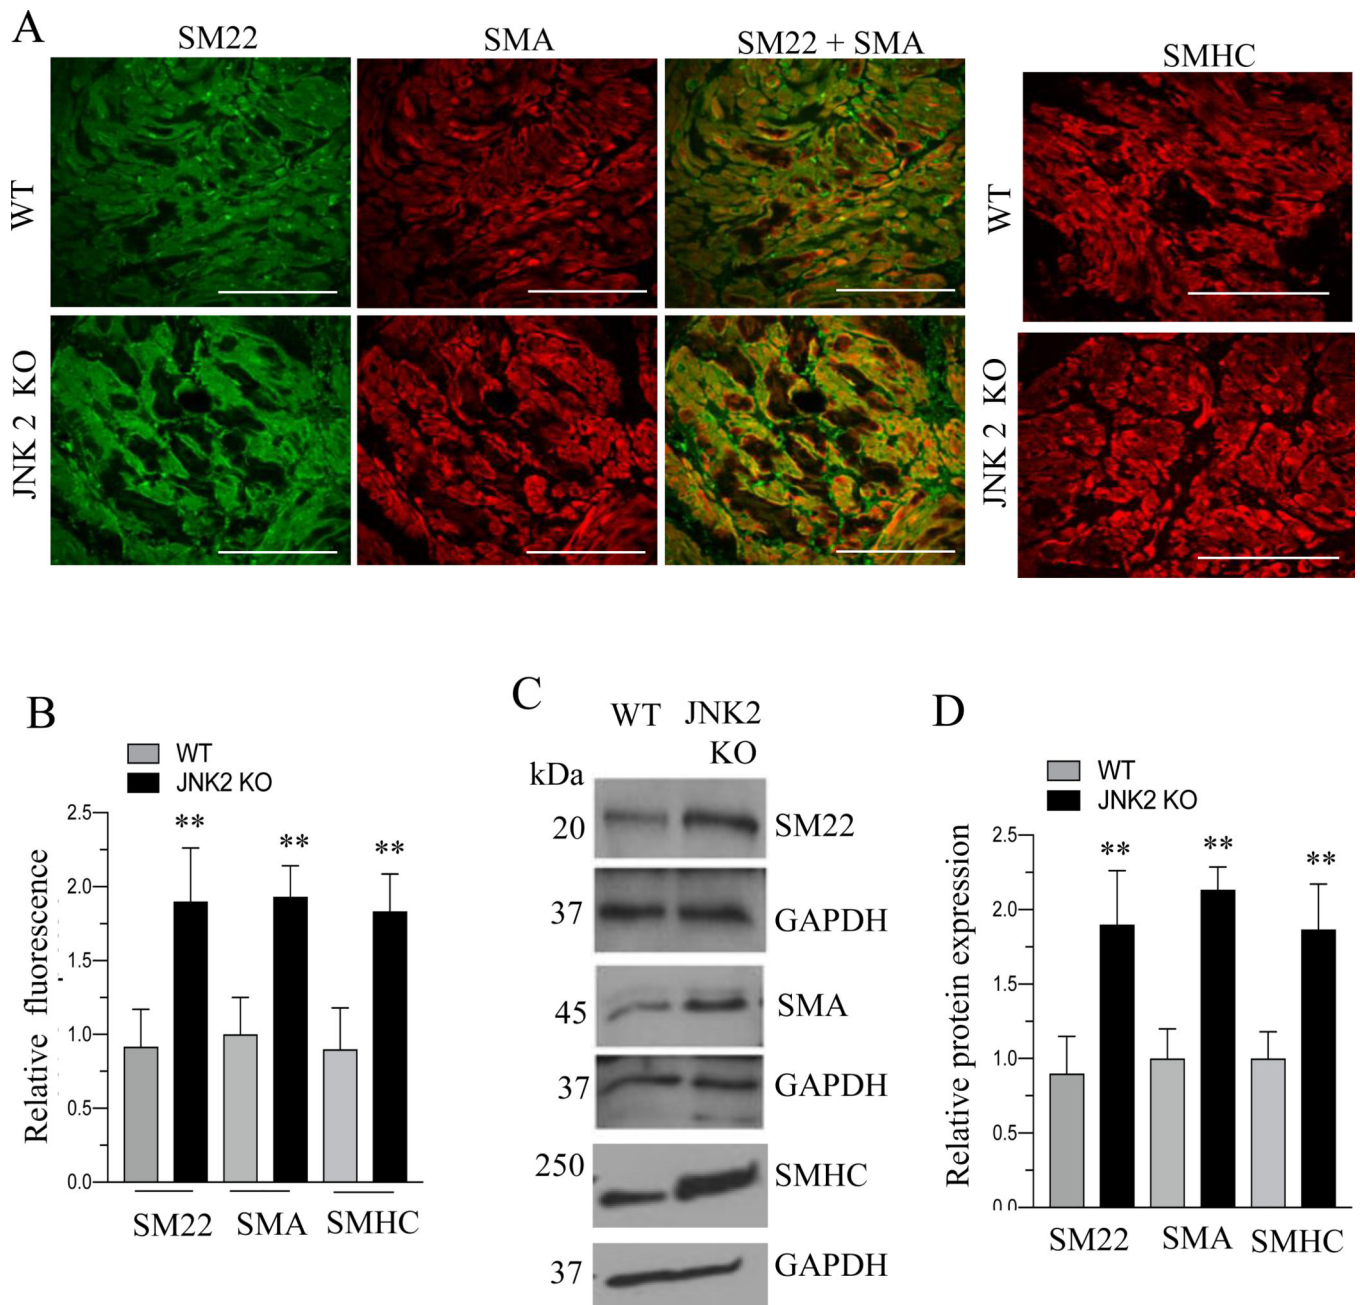 A
SM22
SMA
SM22 + SMA
SMHC
WT
JNK 2 KO
WT
JNK 2 KO
B
WT
JNK2 KO
Relative fluorescence
2.5
2.0
1.5
1.0
0.5
0.0
** ** **
SM22
SMA
SMHC
C
WT
JNK2
KO
kDa
20
SM22
37
GAPDH
45
SMA
37
GAPDH
250
SMHC
37
GAPDH
D
WT
JNK2 KO
Relative protein expression
2.5
2.0
1.5
1.0
0.5
0.0
** ** **
SM22
SMA
SMHC